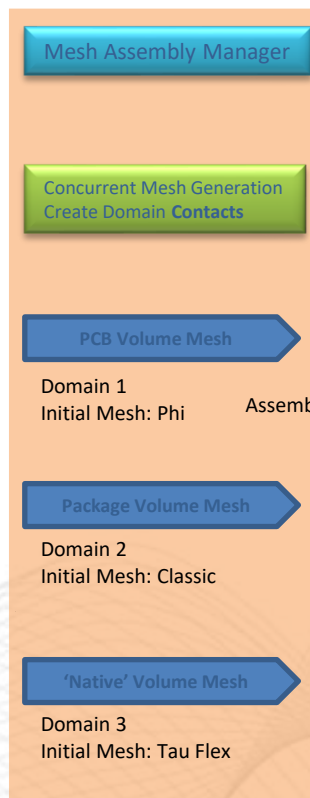 Mesh Assembly Manager
Concurrent Mesh Generation
Create Domain Contacts
PCB Volume Mesh
Domain 1
Initial Mesh: Phi
Assemb
Package Volume Mesh
Domain 2
Initial Mesh: Classic
‘Native’ Volume Mesh
Domain 3
Initial Mesh: Tau Flex